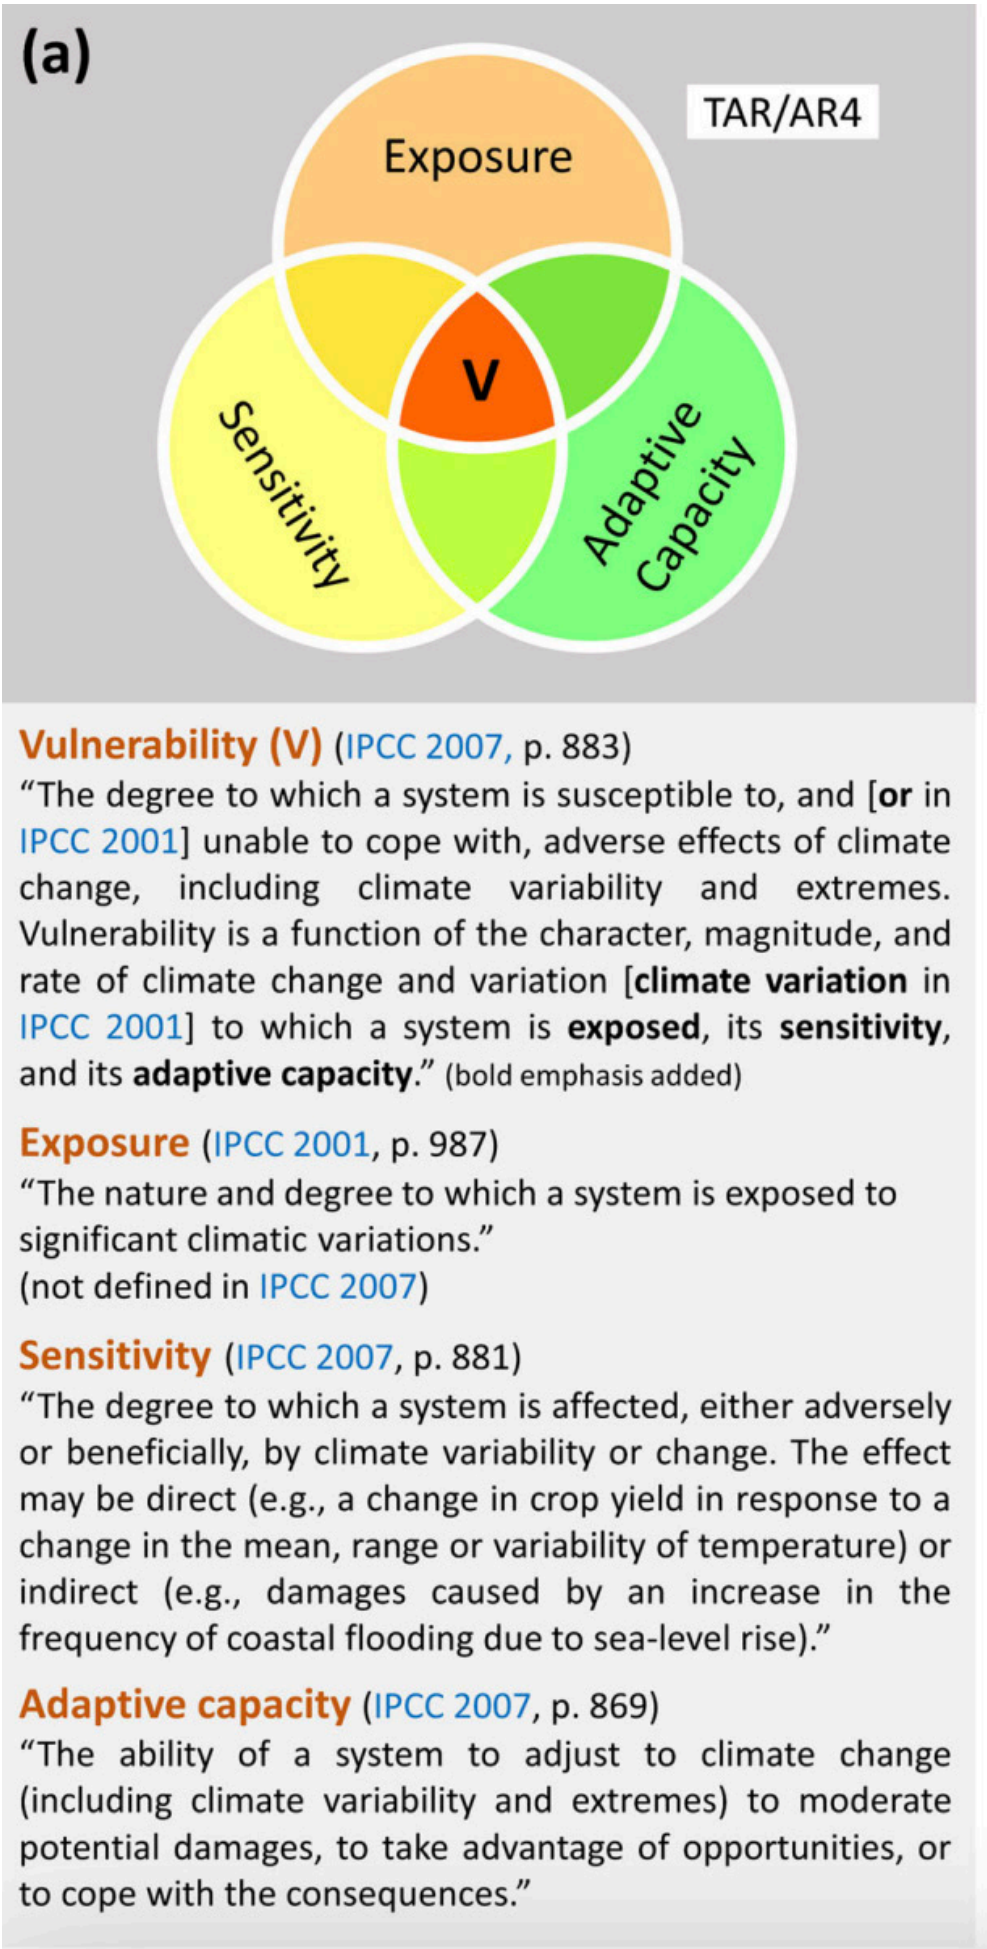 (a)
TAR/AR4
Exposure
V
Sensitivity
Adaptive
Capacity
Vulnerability (V) (IPCC 2007, p. 883)
“The degree to which a system is susceptible to, and [or in
IPCC 2001] unable to cope with, adverse effects of climate
change, including climate variability and extremes.
Vulnerability is a function of the character, magnitude, and
rate of climate change and variation [climate variation in
IPCC 2001] to which a system is exposed, its sensitivity,
and its adaptive capacity.” (bold emphasis added)
Exposure (IPCC 2001, p. 987)
“The nature and degree to which a system is exposed to
significant climatic variations.”
(not defined in IPCC 2007)
Sensitivity (IPCC 2007, p. 881)
“The degree to which a system is affected, either adversely
or beneficially, by climate variability or change. The effect
may be direct (e.g., a change in crop yield in response to a
change in the mean, range or variability of temperature) or
indirect (e.g., damages caused by an increase in the
frequency of coastal flooding due to sea-level rise).”
Adaptive capacity (IPCC 2007, p. 869)
“The ability of a system to adjust to climate change
(including climate variability and extremes) to moderate
potential damages, to take advantage of opportunities, or
to cope with the consequences.”